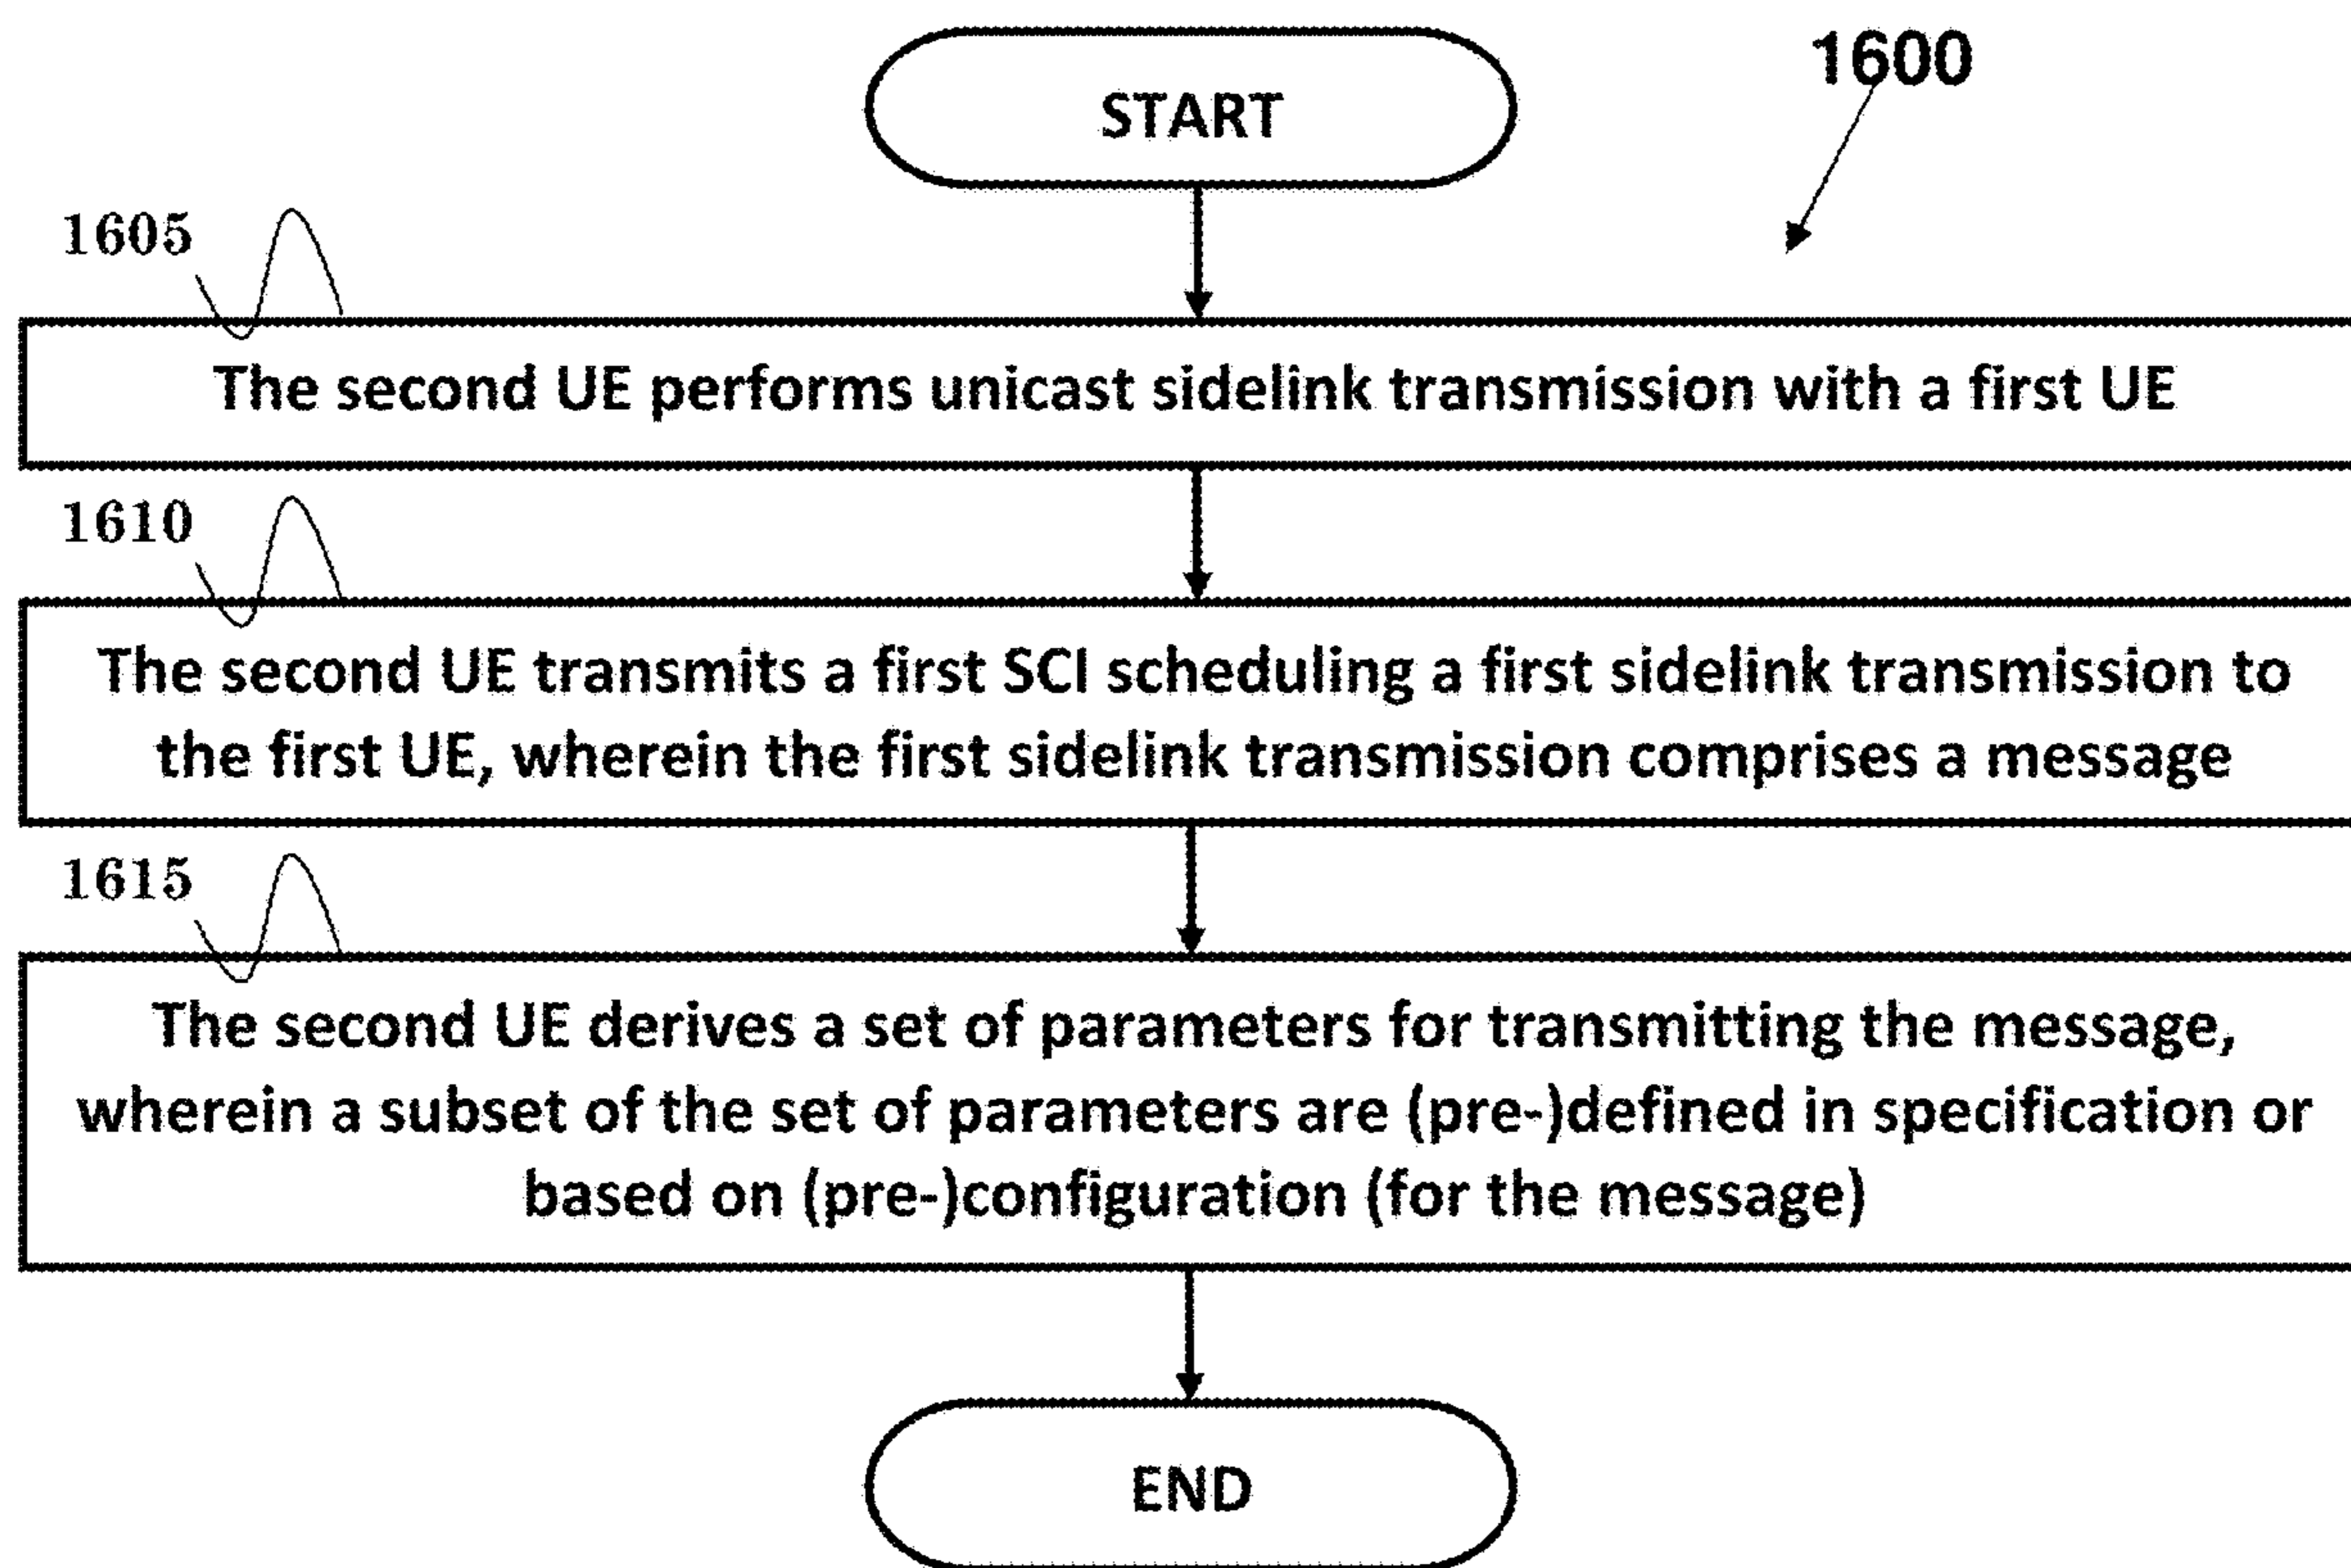 START
1600
1605
The second UE performs unicast sidelink transmission with a first UE
1610
The second UE transmits a first SCI scheduling a first sidelink transmission to
the first UE, wherein the first sidelink transmission comprises a message
1615
The second UE derives a set of parameters for transmitting the message,
wherein a subset of the set of parameters are (pre-)defined in specification or
based on (pre-)configuration (for the message)
END